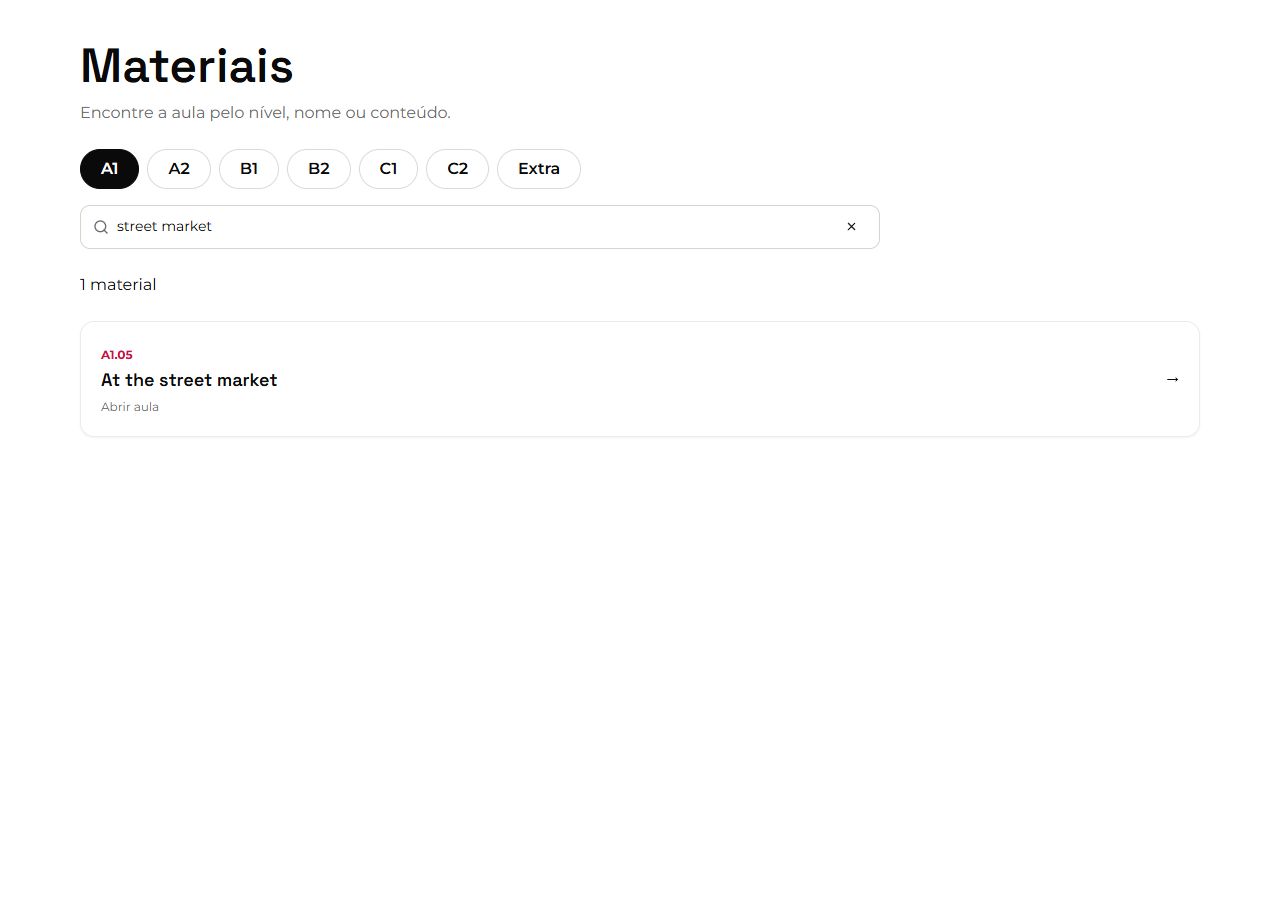 Materiais
Encontre a aula pelo nível, nome ou conteúdo.
A1 A2 B1 B2 C1 C2 Extra
street market ×
1 material
A1.05
At the street market
Abrir aula
→